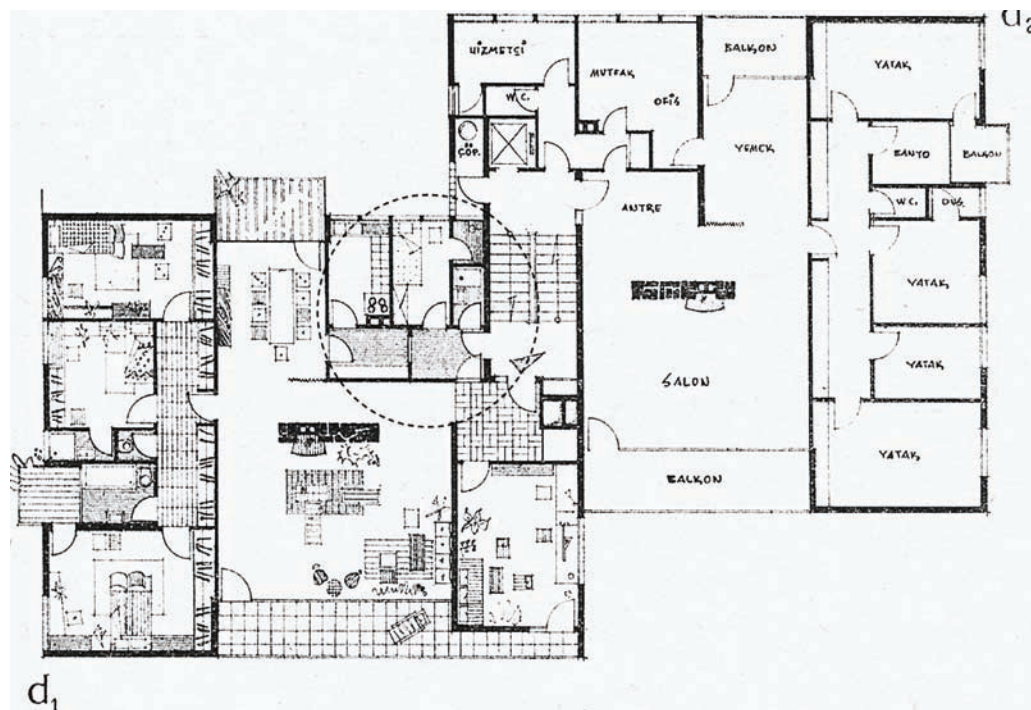 d₂
HİZMETÇİ
MUTFAK
OFİS
BALKON
YATAK
W.C.
ÇÖP.
YEMEK
BANYO
BALKON
ANTRE
W.C.
DUŞ
YATAK
SALON
YATAK
YATAK
BALKON
d₁